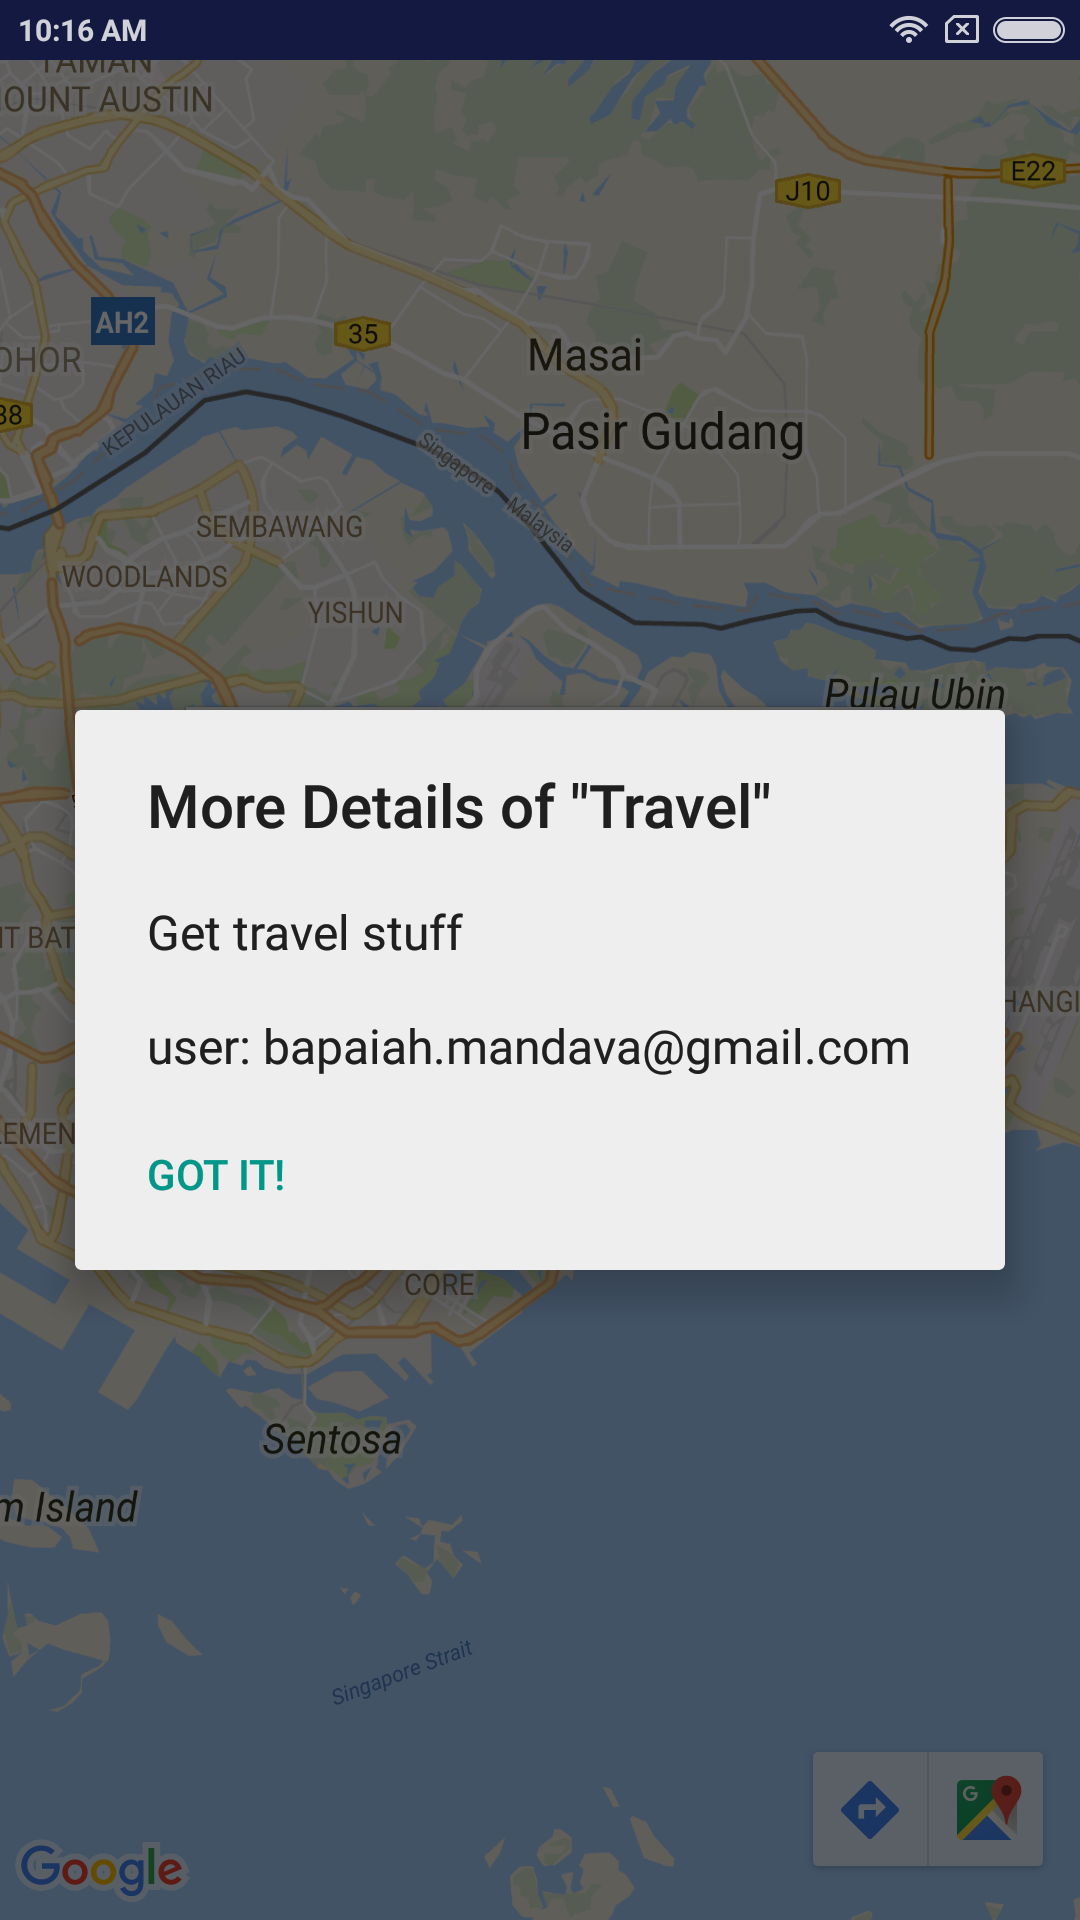 10:16 AM
TAMAN
OUNT AUSTIN
E22
J10
AH2
35
Masai
OHOR
KEPULAUAN RIAU
38
Pasir Gudang
Singapore
Malaysia
SEMBAWANG
WOODLANDS
YISHUN
Pulau Ubin
More Details of "Travel"
Get travel stuff
IT BAT
HANGI
user: bapaiah.mandava@gmail.com
LEMEN
GOT IT!
CORE
Sentosa
m Island
Singapore Strait
G
Google